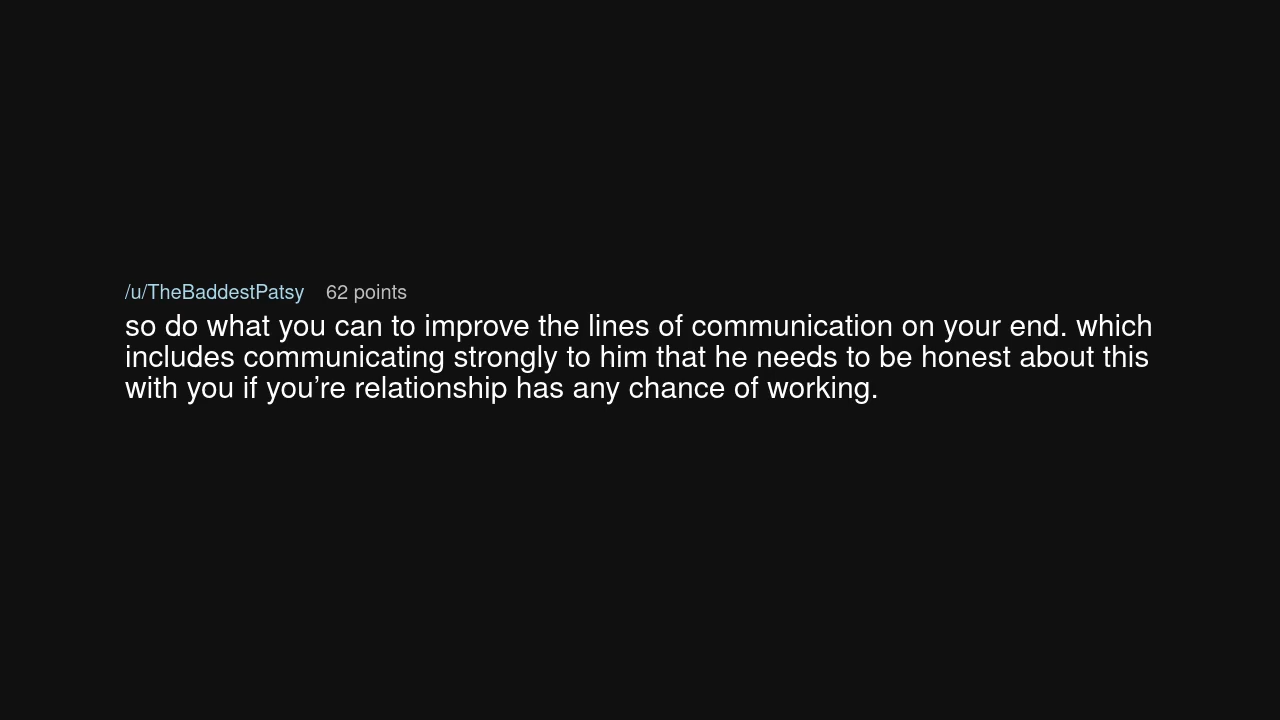 /u/TheBaddestPatsy 62 points
so do what you can to improve the lines of communication on your end. which
includes communicating strongly to him that he needs to be honest about this
with you if you’re relationship has any chance of working.